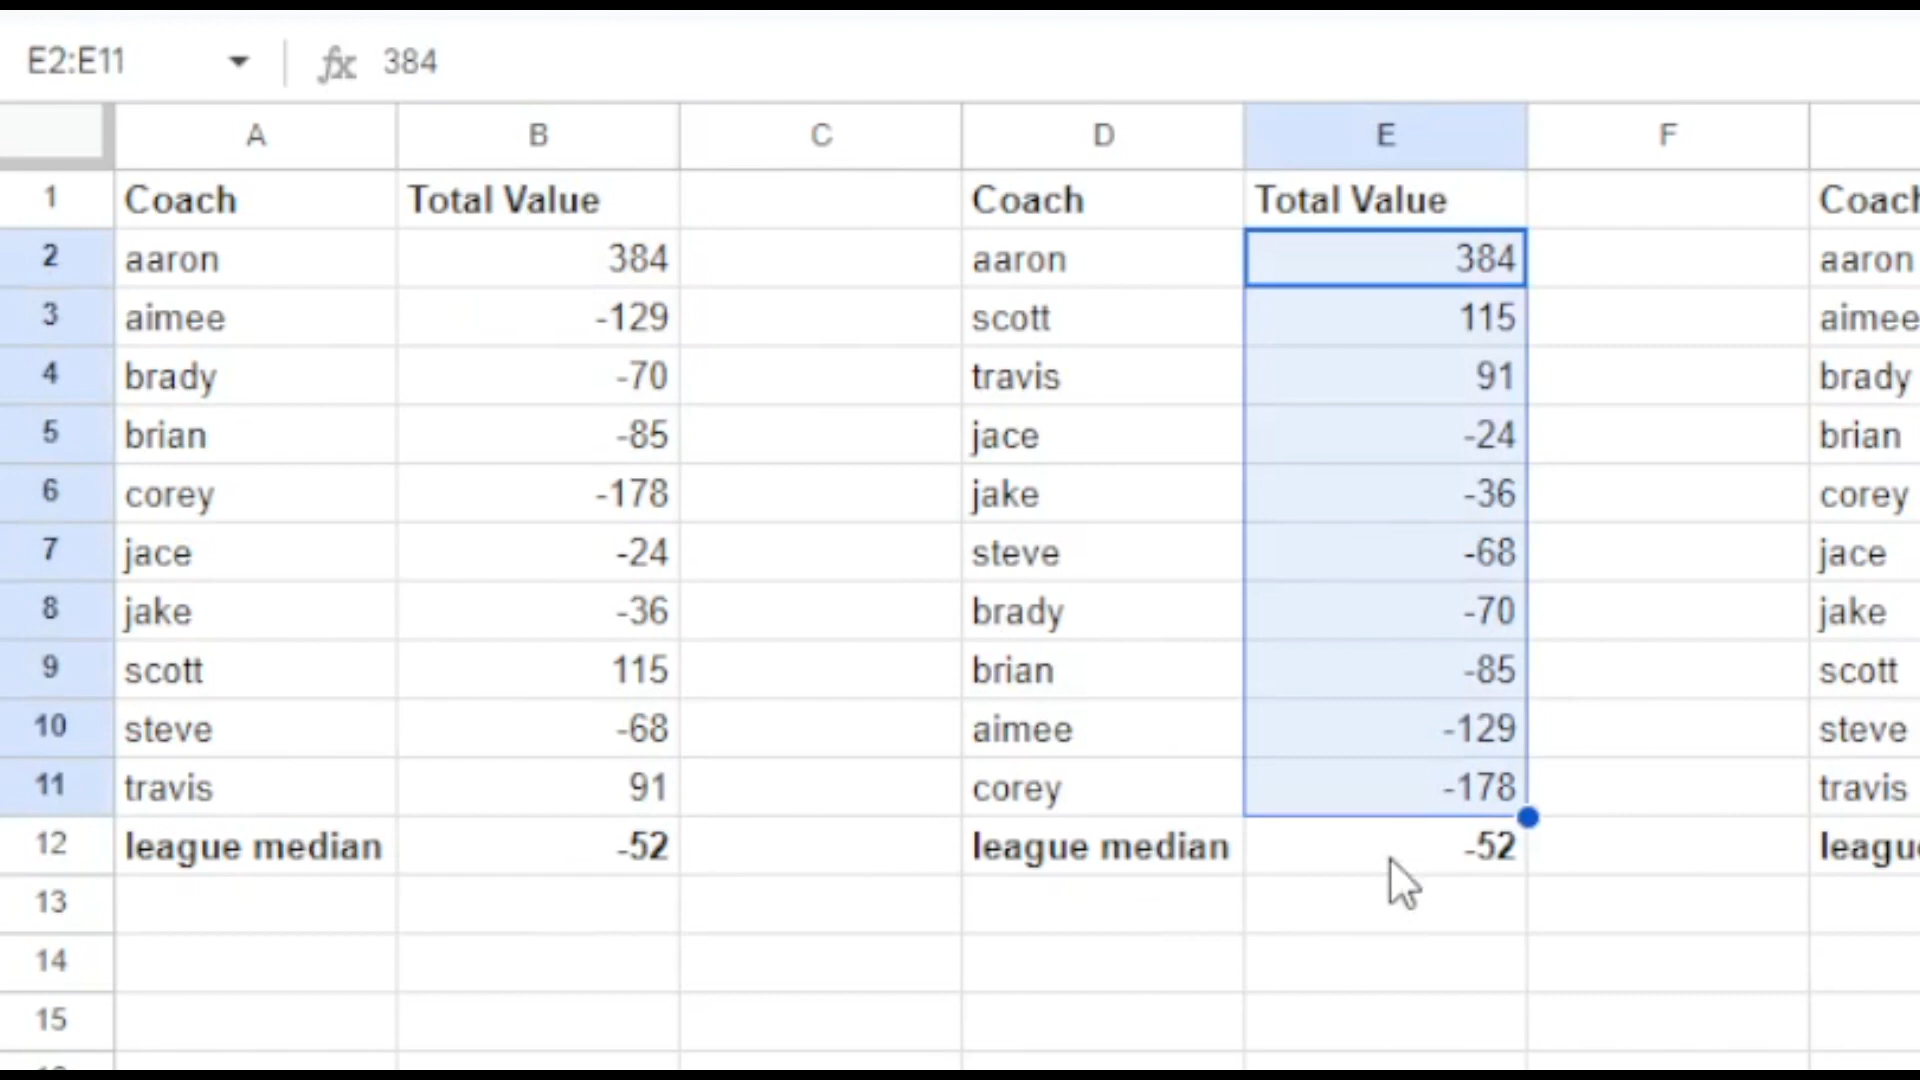 E2:E11 fx 384
A B C D E F
1 Coach Total Value Coach Total Value Coach
2 aaron 384 aaron 384 aaron
3 aimee -129 scott 115 aimee
4 brady -70 travis 91 brady
5 brian -85 jace -24 brian
6 corey -178 jake -36 corey
7 jace -24 steve -68 jace
8 jake -36 brady -70 jake
9 scott 115 brian -85 scott
10 steve -68 aimee -129 steve
11 travis 91 corey -178 travis
12 league median -52 league median -52 leagu
13
14
15